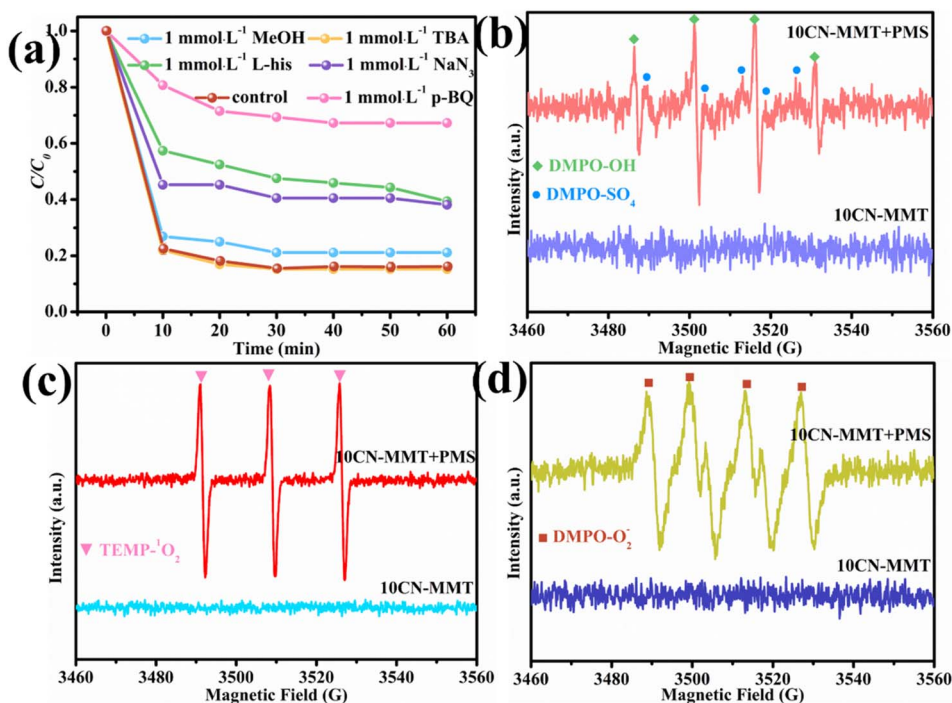 (a)
1 mmol·L⁻¹ MeOH
1 mmol·L⁻¹ TBA
1 mmol·L⁻¹ L-his
1 mmol·L⁻¹ NaN₃
control
1 mmol·L⁻¹ p-BQ
C/C₀
1.0
0.8
0.6
0.4
0.2
0.0
0 10 20 30 40 50 60
Time (min)
(b)
10CN-MMT+PMS
DMPO-OH
DMPO-SO₄
10CN-MMT
Intensity (a.u.)
3460 3480 3500 3520 3540 3560
Magnetic Field (G)
(c)
10CN-MMT+PMS
TEMP-¹O₂
10CN-MMT
Intensity (a.u.)
3460 3480 3500 3520 3540 3560
Magnetic Field (G)
(d)
10CN-MMT+PMS
DMPO-O₂⁻
10CN-MMT
Intensity (a.u.)
3460 3480 3500 3520 3540 3560
Magnetic Field (G)